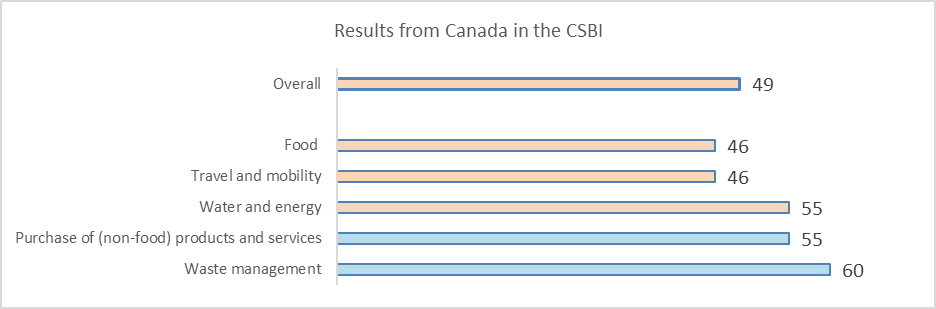 Results from Canada in the CSBI
Overall 49
Food 46
Travel and mobility 46
Water and energy 55
Purchase of (non-food) products and services 55
Waste management 60